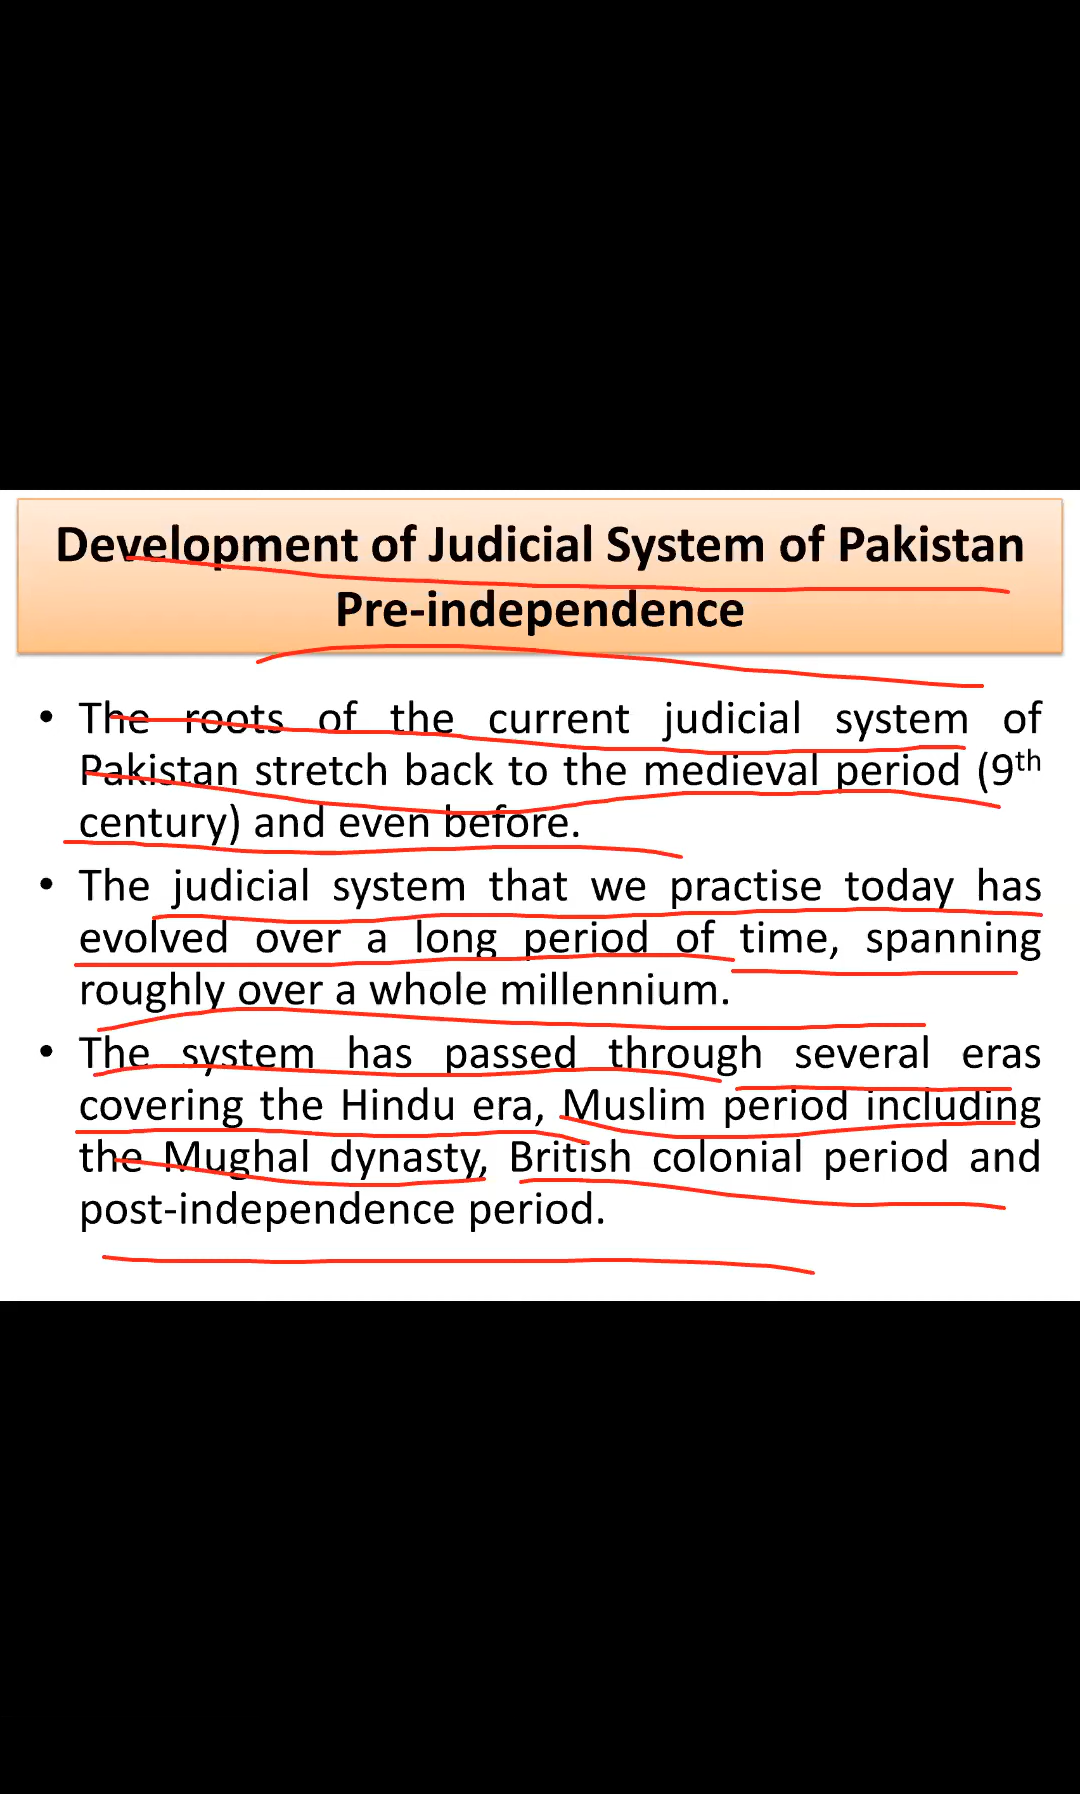 Development of Judicial System of Pakistan
Pre-independence
• The roots of the current judicial system of
Pakistan stretch back to the medieval period (9th
century) and even before.
• The judicial system that we practise today has
evolved over a long period of time, spanning
roughly over a whole millennium.
• The system has passed through several eras
covering the Hindu era, Muslim period including
the Mughal dynasty, British colonial period and
post-independence period.